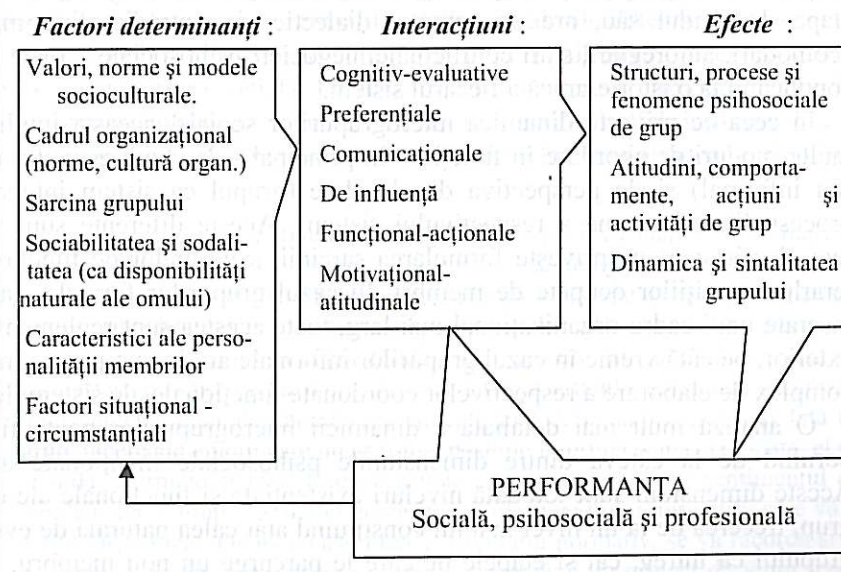 Factori determinanți :
Valori, norme și modele
socioculturale.
Cadrul organizațional
(norme, cultură organ.)
Sarcina grupului
Sociabilitatea și sodali-
tatea (ca disponibilități
naturale ale omului)
Caracteristici ale perso-
nalității membrilor
Factori situațional -
circumstanțiali
Interacțiuni :
Cognitiv-evaluative
Preferențiale
Comunicaționale
De influență
Funcțional-acționale
Motivațional-
atitudinale
Efecte :
Structuri, procese și
fenomene psihosociale
de grup
Atitudini, comporta-
mente, acțiuni și
activități de grup
Dinamica și sintalitatea
grupului
PERFORMANȚA
Socială, psihosocială și profesională